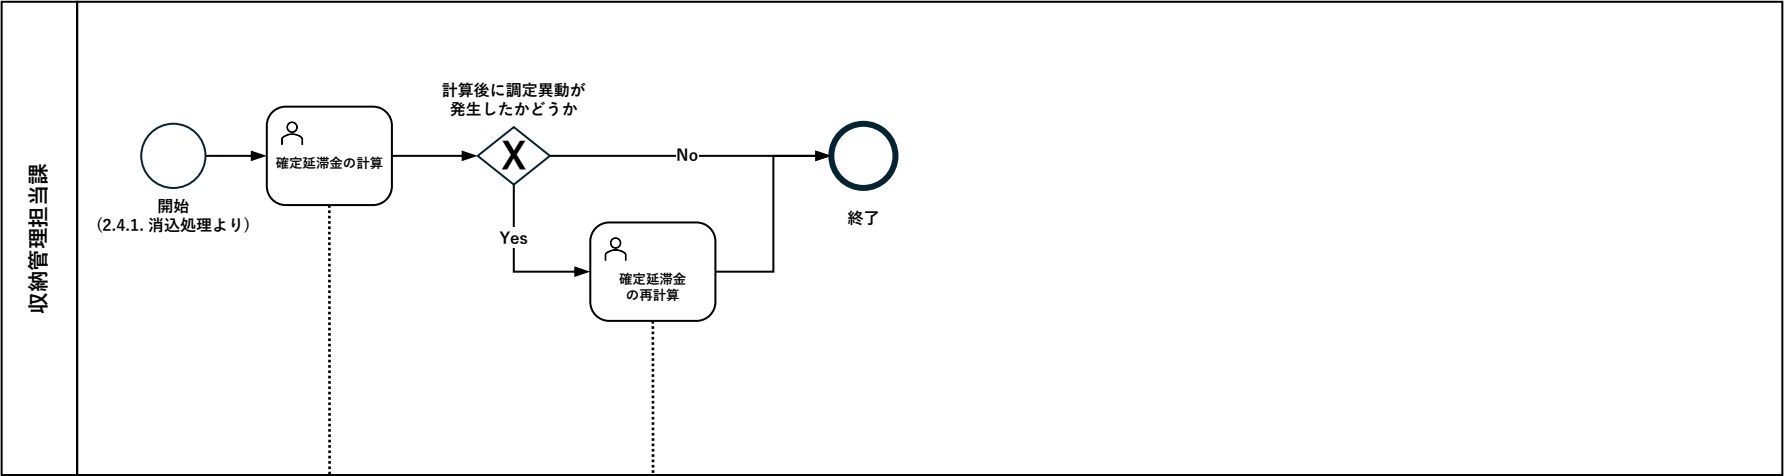 収納管理担当課
開始
(2.4.1. 消込処理より)
確定延滞金の計算
計算後に調定異動が
発生したかどうか
X
No
Yes
確定延滞金
の再計算
終了